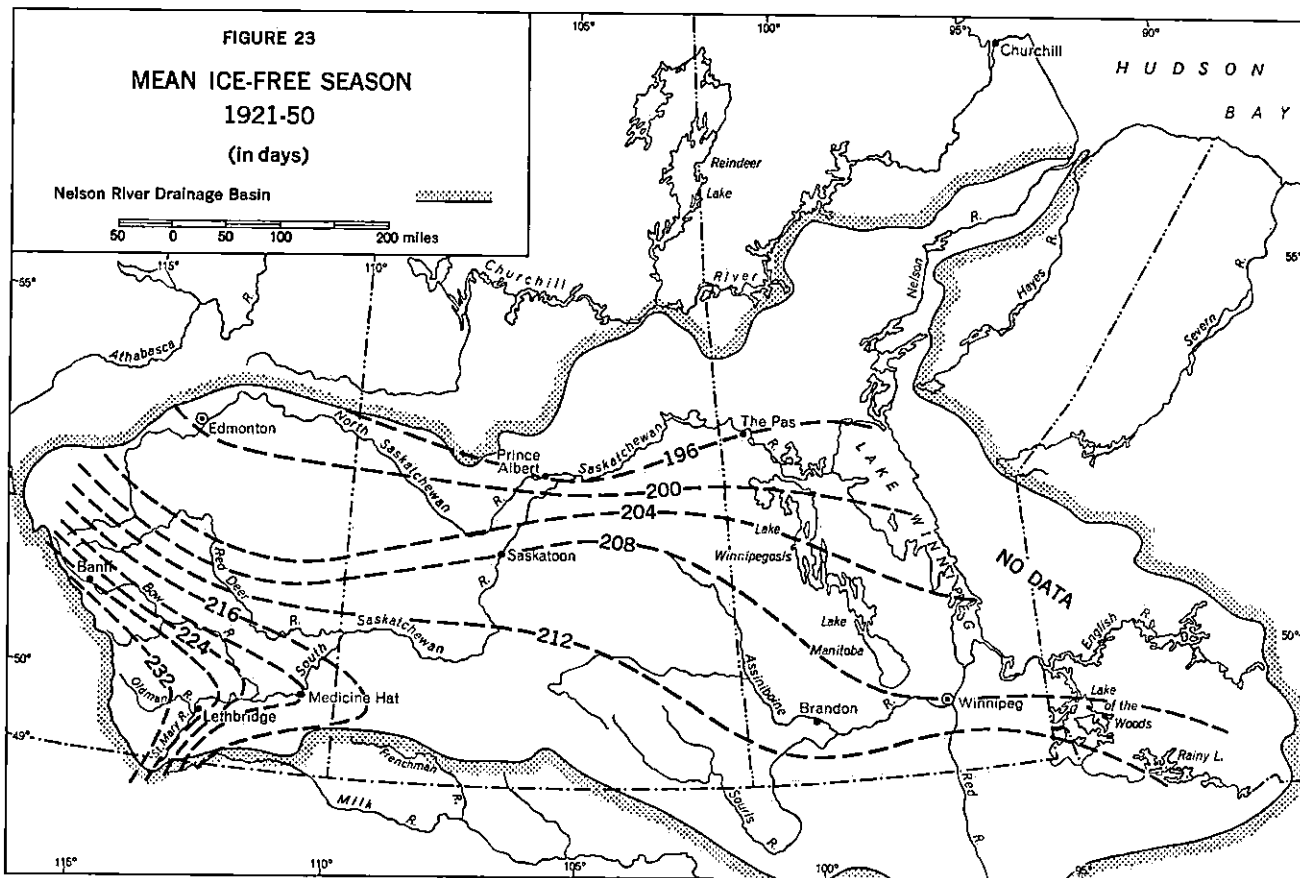 FIGURE 23
MEAN ICE-FREE SEASON
1921-50
(in days)
Nelson River Drainage Basin
50 0 50 100 200 miles
105°
100°
95°
90°
Churchill
HUDSON
BAY
Reindeer
Lake
115°
110°
55°
55°
Churchill
River
R.
Nelson
R.
Hayes
R.
Severn
R.
Athabasca
R.
Edmonton
North
Saskatchewan
R.
Prince
Albert
Saskatchewan
R.
The Pas
196
200
204
208
LAKE
WINNIPEG
Lake
Winnipegosis
Saskatoon
NO DATA
Banff
Red Deer
R.
Bow
R.
216
224
232
South
Saskatchewan
R.
212
Lake
Manitoba
English
R.
50°
50°
Oldman
R.
Medicine Hat
Lethbridge
Mary R.
Assiniboine
R.
Brandon
Winnipeg
Lake
of the
Woods
Rainy L.
49°
Frenchman
R.
Milk
R.
Souris
R.
Red
R.
115°
110°
105°
100°
95°